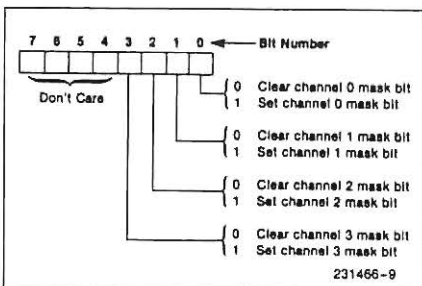 7 6 5 4 3 2 1 0 Bit Number
Don't Care
0 Clear channel 0 mask bit
1 Set channel 0 mask bit
0 Clear channel 1 mask bit
1 Set channel 1 mask bit
0 Clear channel 2 mask bit
1 Set channel 2 mask bit
0 Clear channel 3 mask bit
1 Set channel 3 mask bit
231466-9